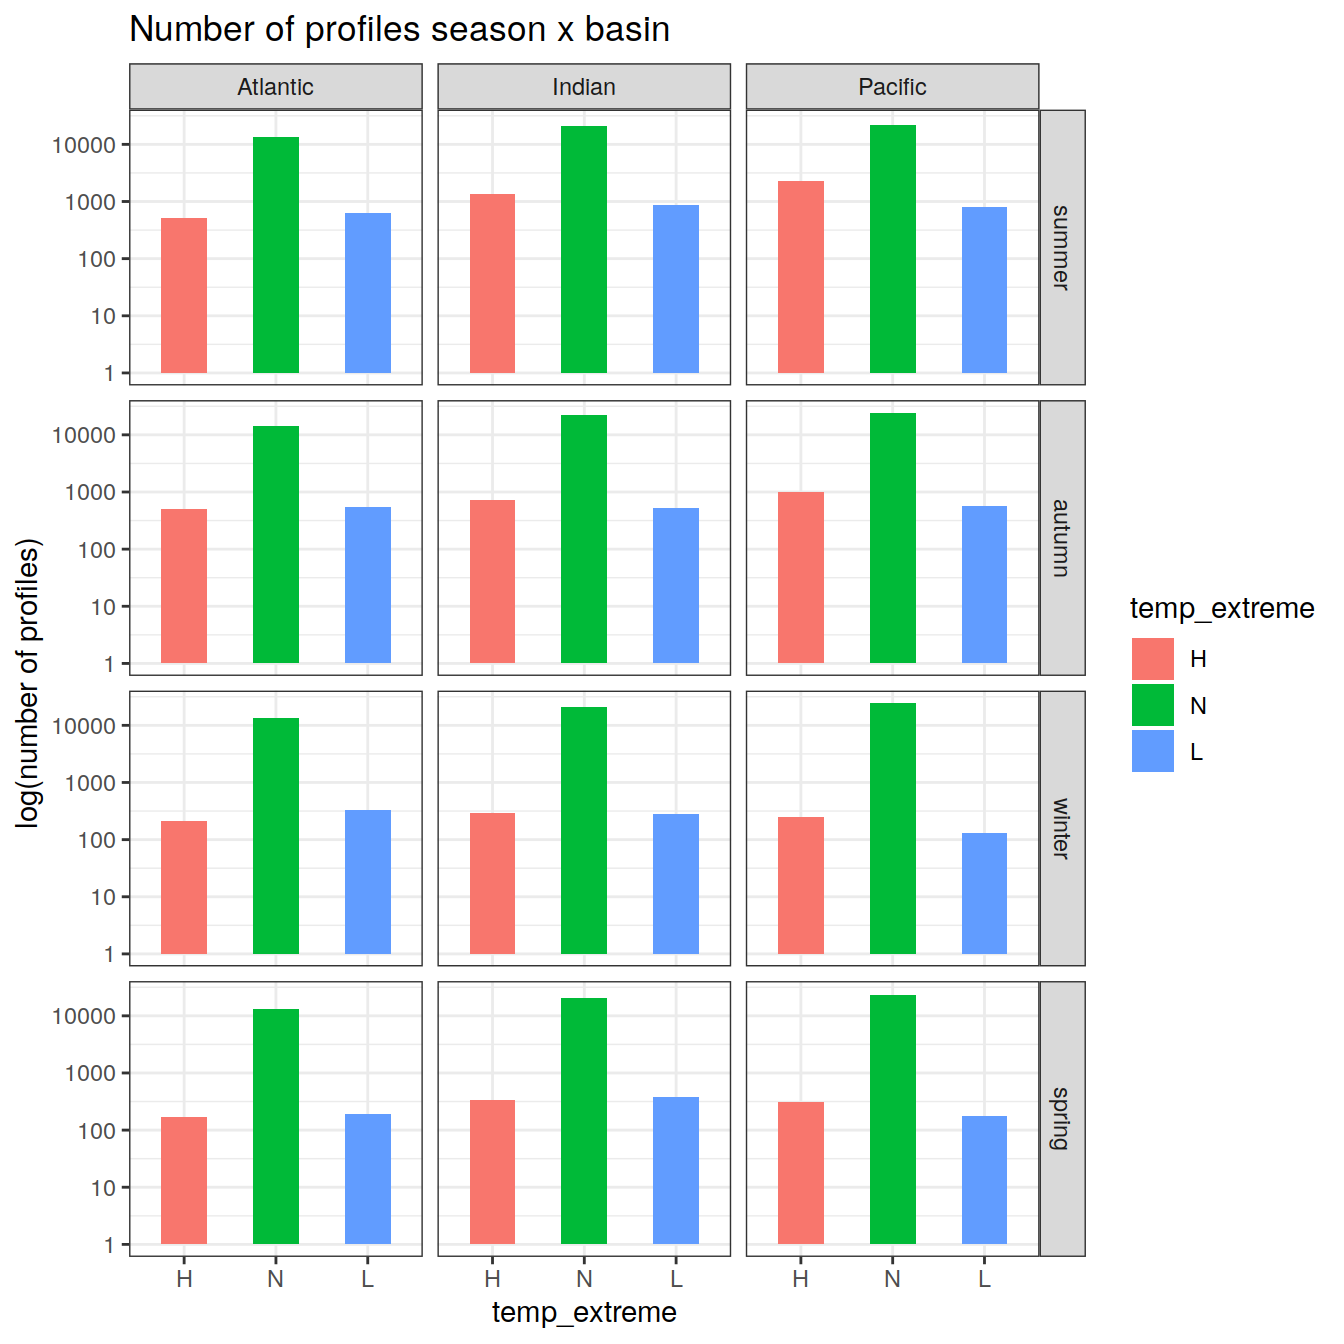 Number of profiles season x basin
Atlantic Indian Pacific
10000
1000
100
10
1
summer
10000
1000
100
10
1
autumn
10000
1000
100
10
1
winter
10000
1000
100
10
1
spring
log(number of profiles)
H N L H N L H N L
temp_extreme
temp_extreme
H
N
L